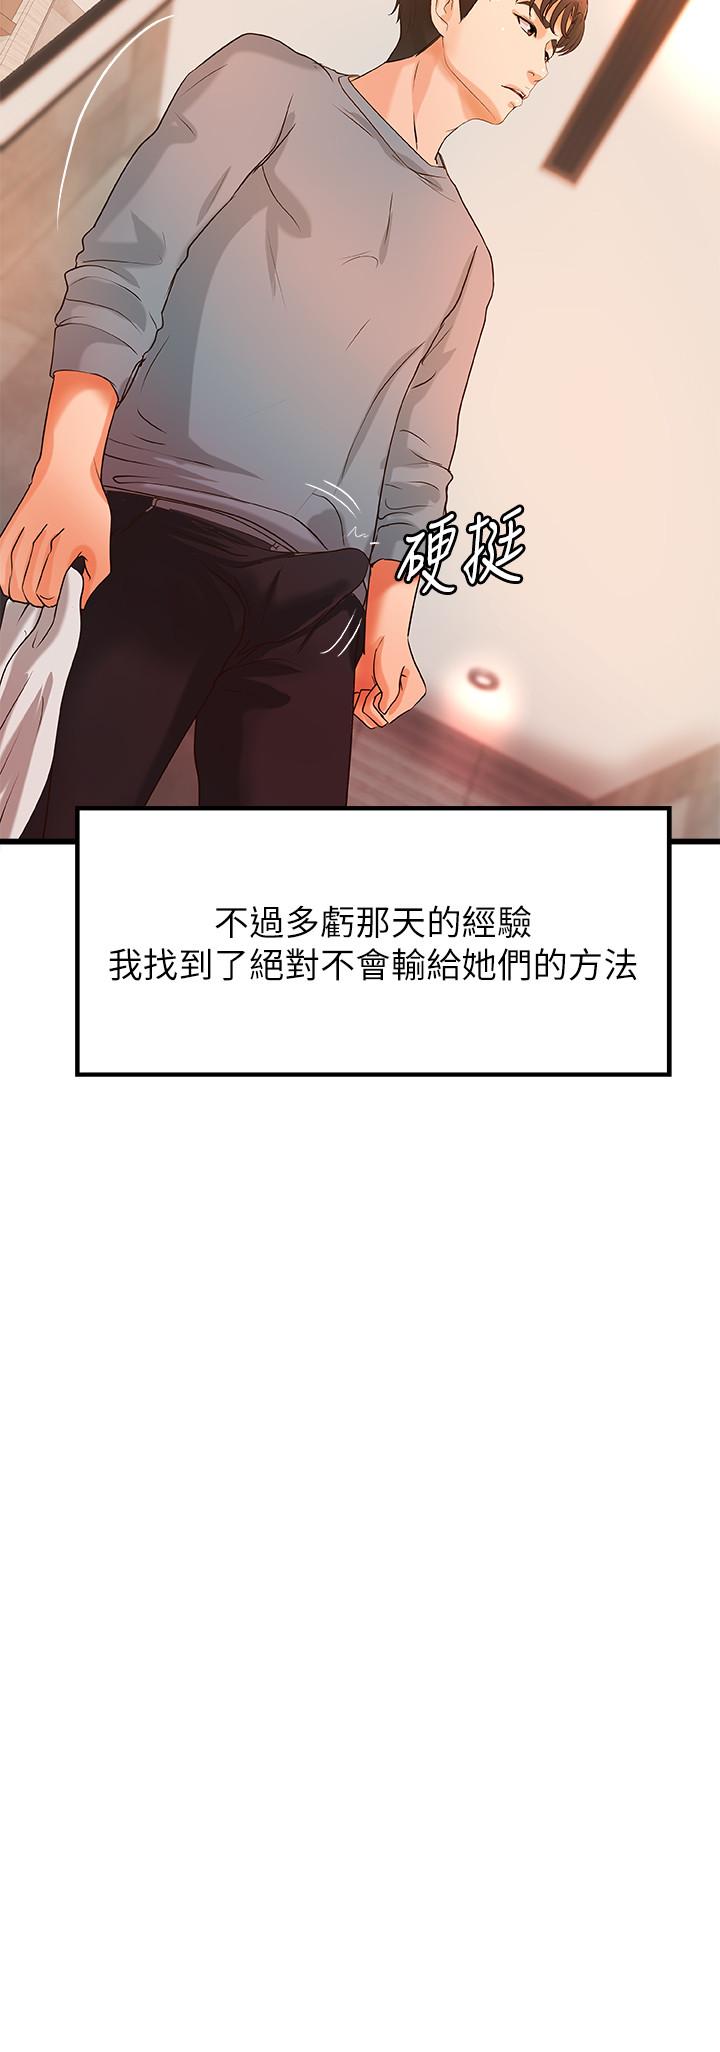 硬挺
不過多虧那天的經驗
我找到了絕對不會輸給她們的方法